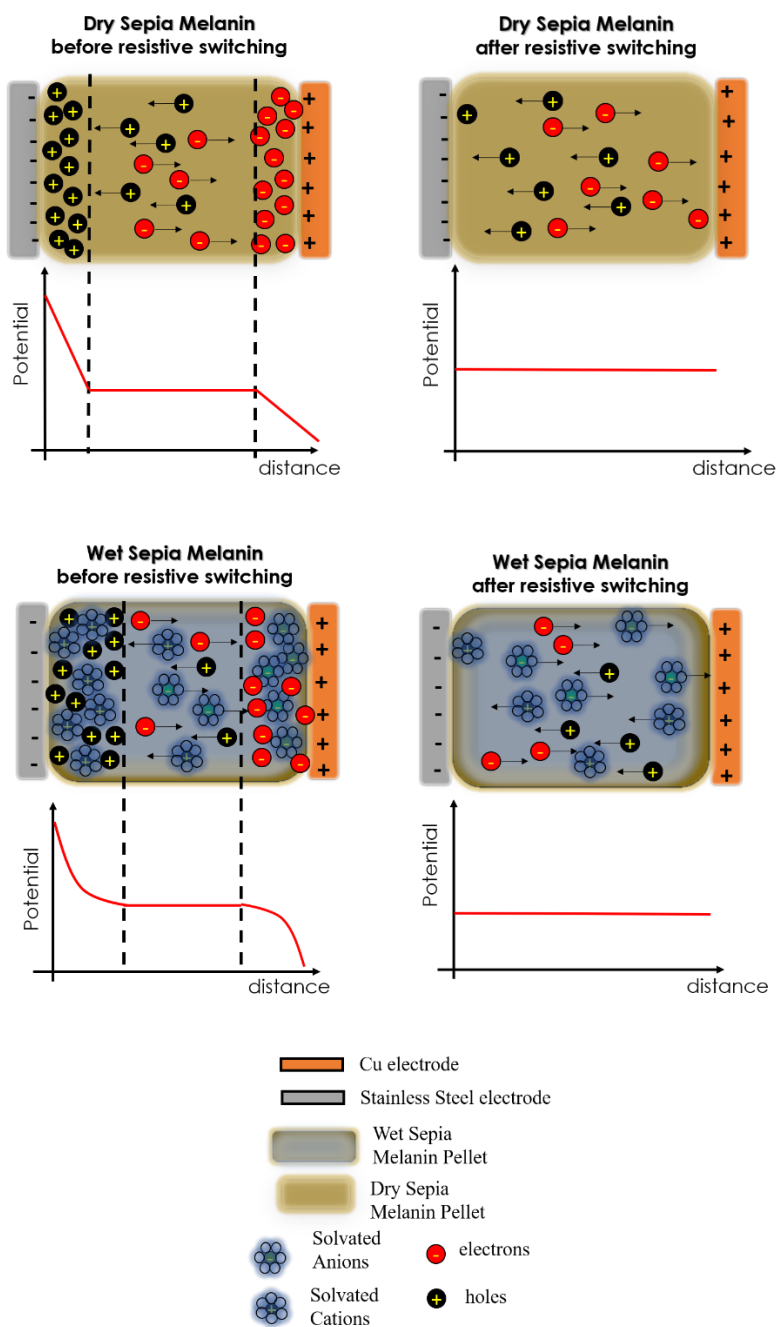 Dry Sepia Melanin
before resistive switching
Dry Sepia Melanin
after resistive switching
Potential
distance
Potential
distance
Wet Sepia Melanin
before resistive switching
Wet Sepia Melanin
after resistive switching
Potential
distance
Potential
distance
Cu electrode
Stainless Steel electrode
Wet Sepia
Melanin Pellet
Dry Sepia
Melanin Pellet
Solvated
Anions
electrons
Solvated
Cations
holes